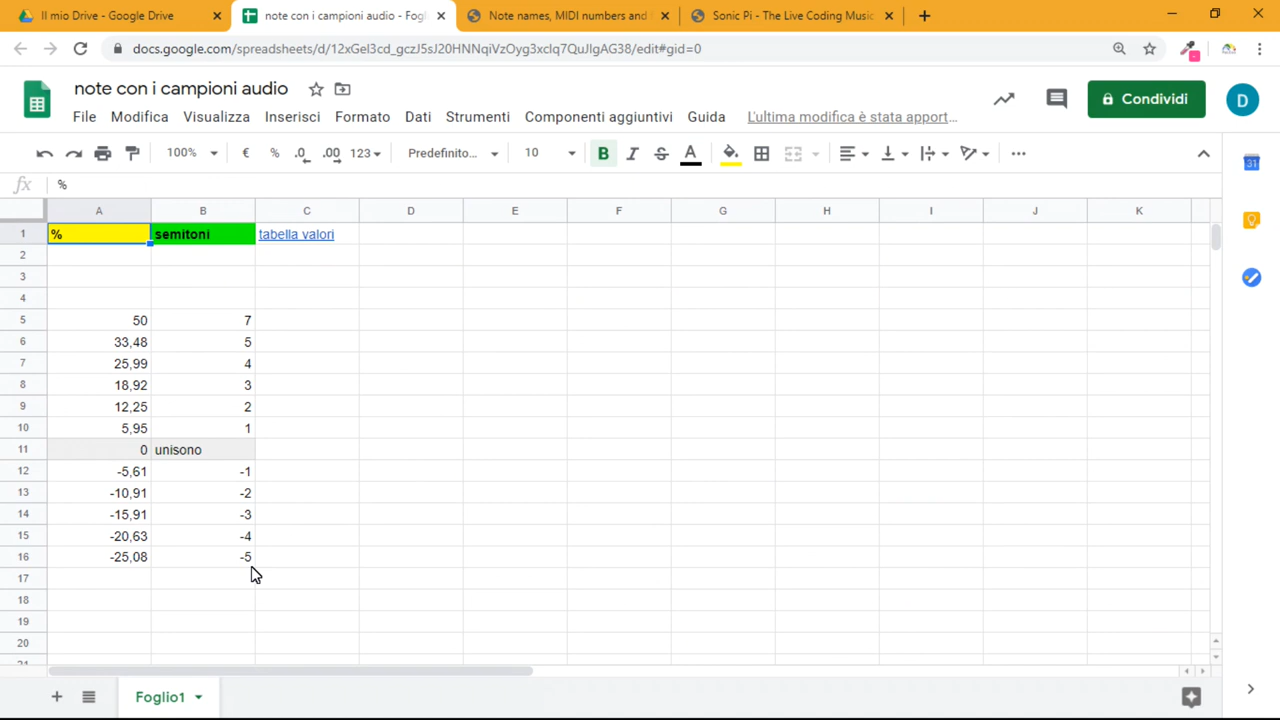 Il mio Drive - Google Drive
note con i campioni audio - Fogli
Note names, MIDI numbers and
Sonic Pi - The Live Coding Music
docs.google.com/spreadsheets/d/12xGel3cd_gczJ5sJ20HNNqiVzOyg3xclq7QuJlgAG38/edit#gid=0
note con i campioni audio
Condividi
D
File Modifica Visualizza Inserisci Formato Dati Strumenti Componenti aggiuntivi Guida L'ultima modifica è stata apport…
100% € % .0 .00 123 Predefinito... 10 B I S A
31
fx %
A B C D E F G H I J K
1 % semitoni tabella valori
2
3
4
5 50 7
6 33,48 5
7 25,99 4
8 18,92 3
9 12,25 2
10 5,95 1
11 0 unisono
12 -5,61 -1
13 -10,91 -2
14 -15,91 -3
15 -20,63 -4
16 -25,08 -5
17
18
19
20
Foglio1